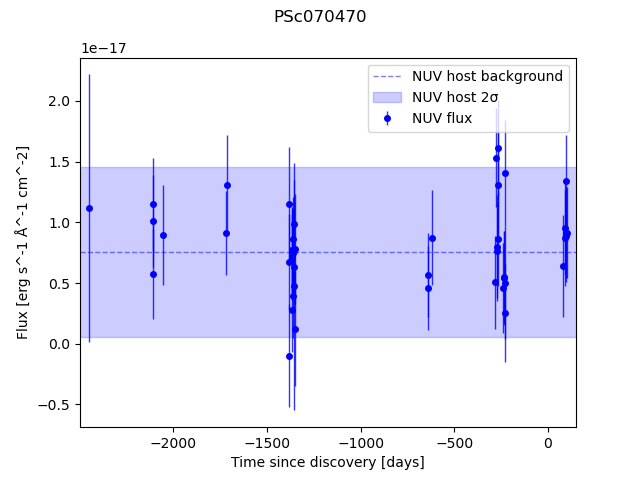 PSc070470
1e−17
NUV host background
NUV host 2σ
NUV flux
2.0
1.5
1.0
0.5
0.0
−0.5
Flux [erg s^-1 Å^-1 cm^-2]
−2000 −1500 −1000 −500 0
Time since discovery [days]